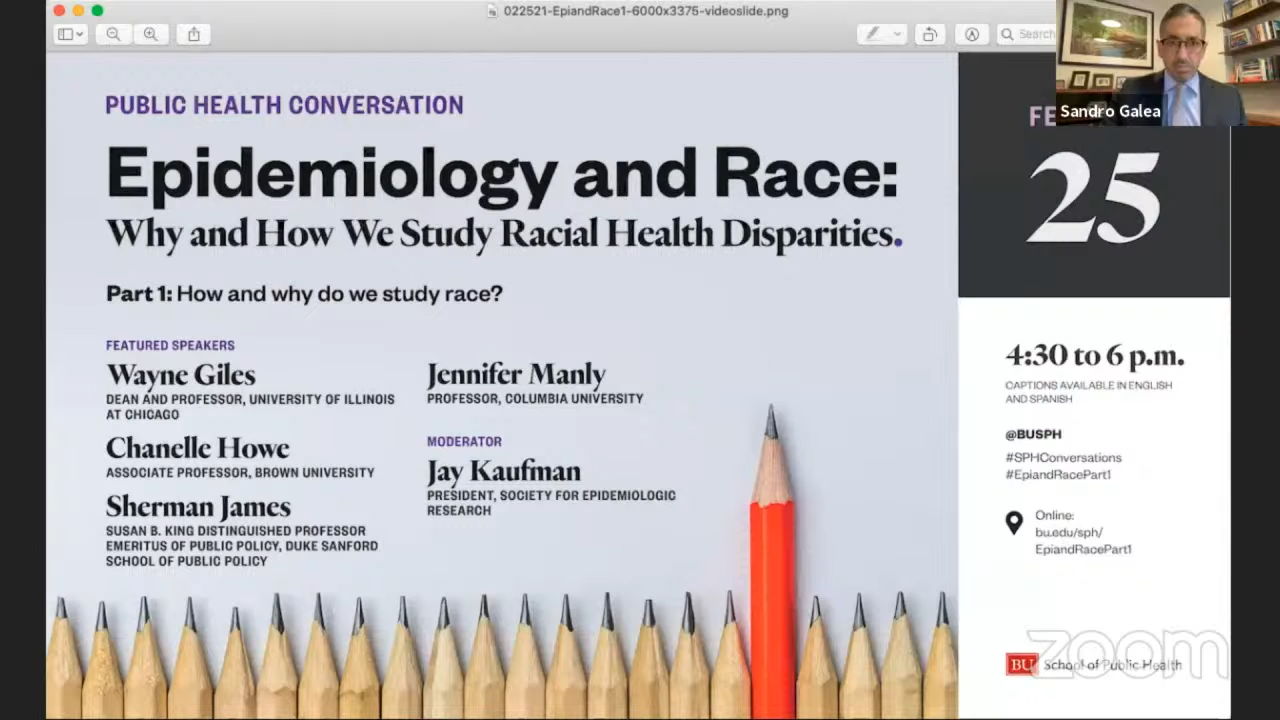 022521-EpiandRace1-6000x3375-videoslide.png
Search
Sandro Galea
PUBLIC HEALTH CONVERSATION
Epidemiology and Race:
Why and How We Study Racial Health Disparities.
Part 1: How and why do we study race?
FEATURED SPEAKERS
Wayne Giles
DEAN AND PROFESSOR, UNIVERSITY OF ILLINOIS
AT CHICAGO
Chanelle Howe
ASSOCIATE PROFESSOR, BROWN UNIVERSITY
Sherman James
SUSAN B. KING DISTINGUISHED PROFESSOR
EMERITUS OF PUBLIC POLICY, DUKE SANFORD
SCHOOL OF PUBLIC POLICY
Jennifer Manly
PROFESSOR, COLUMBIA UNIVERSITY
MODERATOR
Jay Kaufman
PRESIDENT, SOCIETY FOR EPIDEMIOLOGIC
RESEARCH
25
4:30 to 6 p.m.
CAPTIONS AVAILABLE IN ENGLISH
AND SPANISH
@BUSPH
#SPHConversations
#EpiandRacePart1
Online:
bu.edu/sph/
EpiandRacePart1
BU School of Public Health
zoom